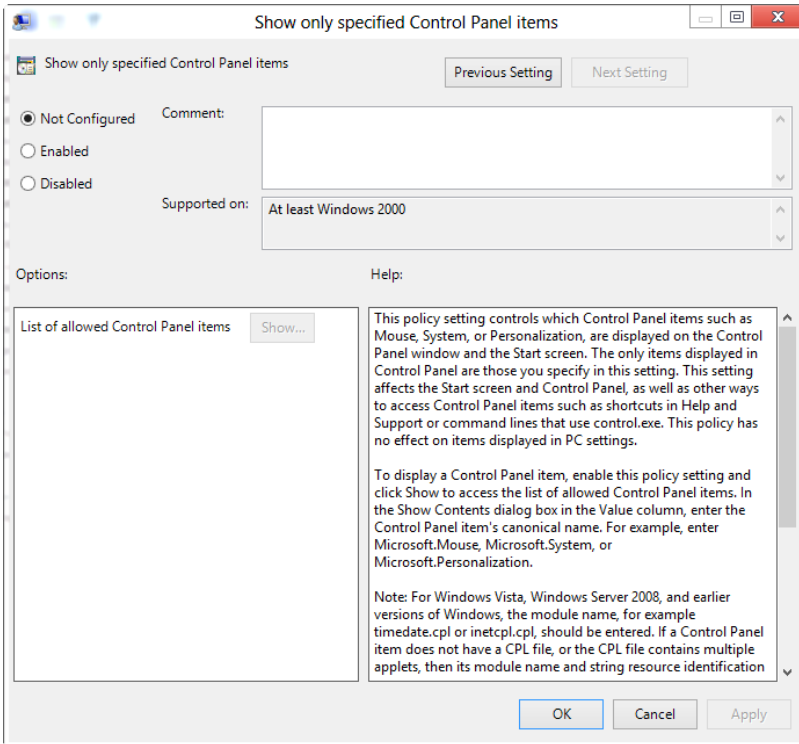 Show only specified Control Panel items
Show only specified Control Panel items
Previous Setting
Next Setting
Not Configured
Enabled
Disabled
Comment:
Supported on:
At least Windows 2000
Options:
Help:
List of allowed Control Panel items
Show...
This policy setting controls which Control Panel items such as
Mouse, System, or Personalization, are displayed on the Control
Panel window and the Start screen. The only items displayed in
Control Panel are those you specify in this setting. This setting
affects the Start screen and Control Panel, as well as other ways
to access Control Panel items such as shortcuts in Help and
Support or command lines that use control.exe. This policy has
no effect on items displayed in PC settings.
To display a Control Panel item, enable this policy setting and
click Show to access the list of allowed Control Panel items. In
the Show Contents dialog box in the Value column, enter the
Control Panel item's canonical name. For example, enter
Microsoft.Mouse, Microsoft.System, or
Microsoft.Personalization.
Note: For Windows Vista, Windows Server 2008, and earlier
versions of Windows, the module name, for example
timedate.cpl or inetcpl.cpl, should be entered. If a Control Panel
item does not have a CPL file, or the CPL file contains multiple
applets, then its module name and string resource identification
OK
Cancel
Apply